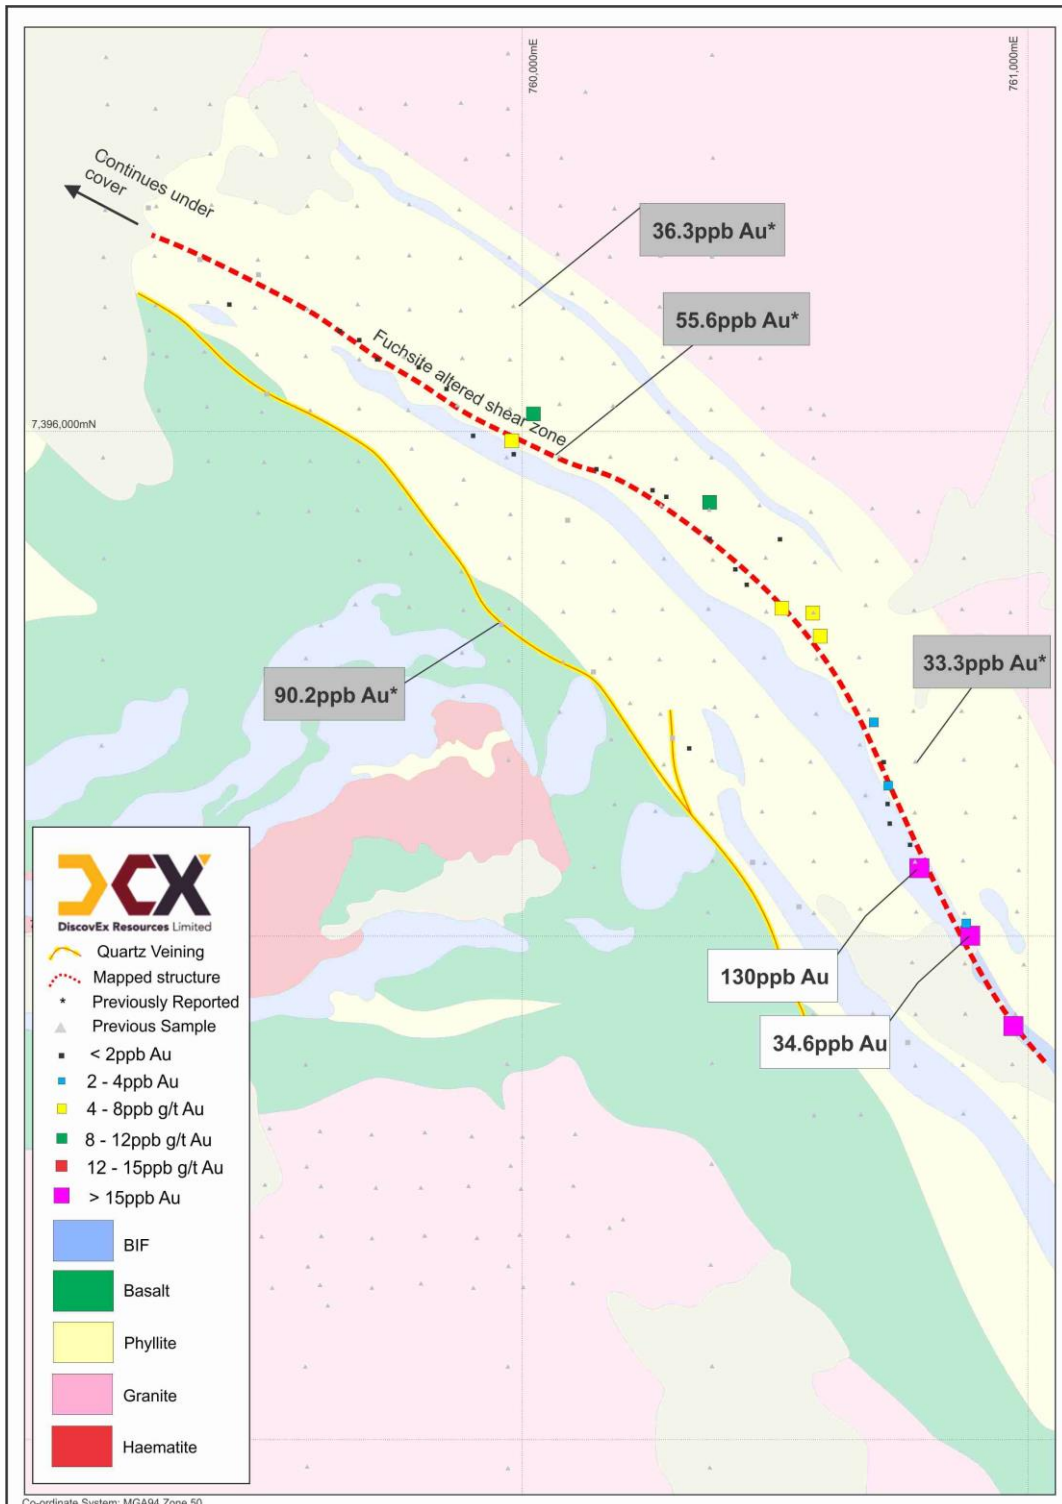 760,000mE
761,000mE
Continues under
cover
36.3ppb Au*
55.6ppb Au*
Fuchsite altered shear zone
7,396,000mN
33.3ppb Au*
90.2ppb Au*
130ppb Au
34.6ppb Au
DCX
DiscovEx Resources Limited
Quartz Veining
Mapped structure
* Previously Reported
Previous Sample
< 2ppb Au
2 - 4ppb Au
4 - 8ppb g/t Au
8 - 12ppb g/t Au
12 - 15ppb g/t Au
> 15ppb Au
BIF
Basalt
Phyllite
Granite
Haematite
Co-ordinate System: MGA94 Zone 50